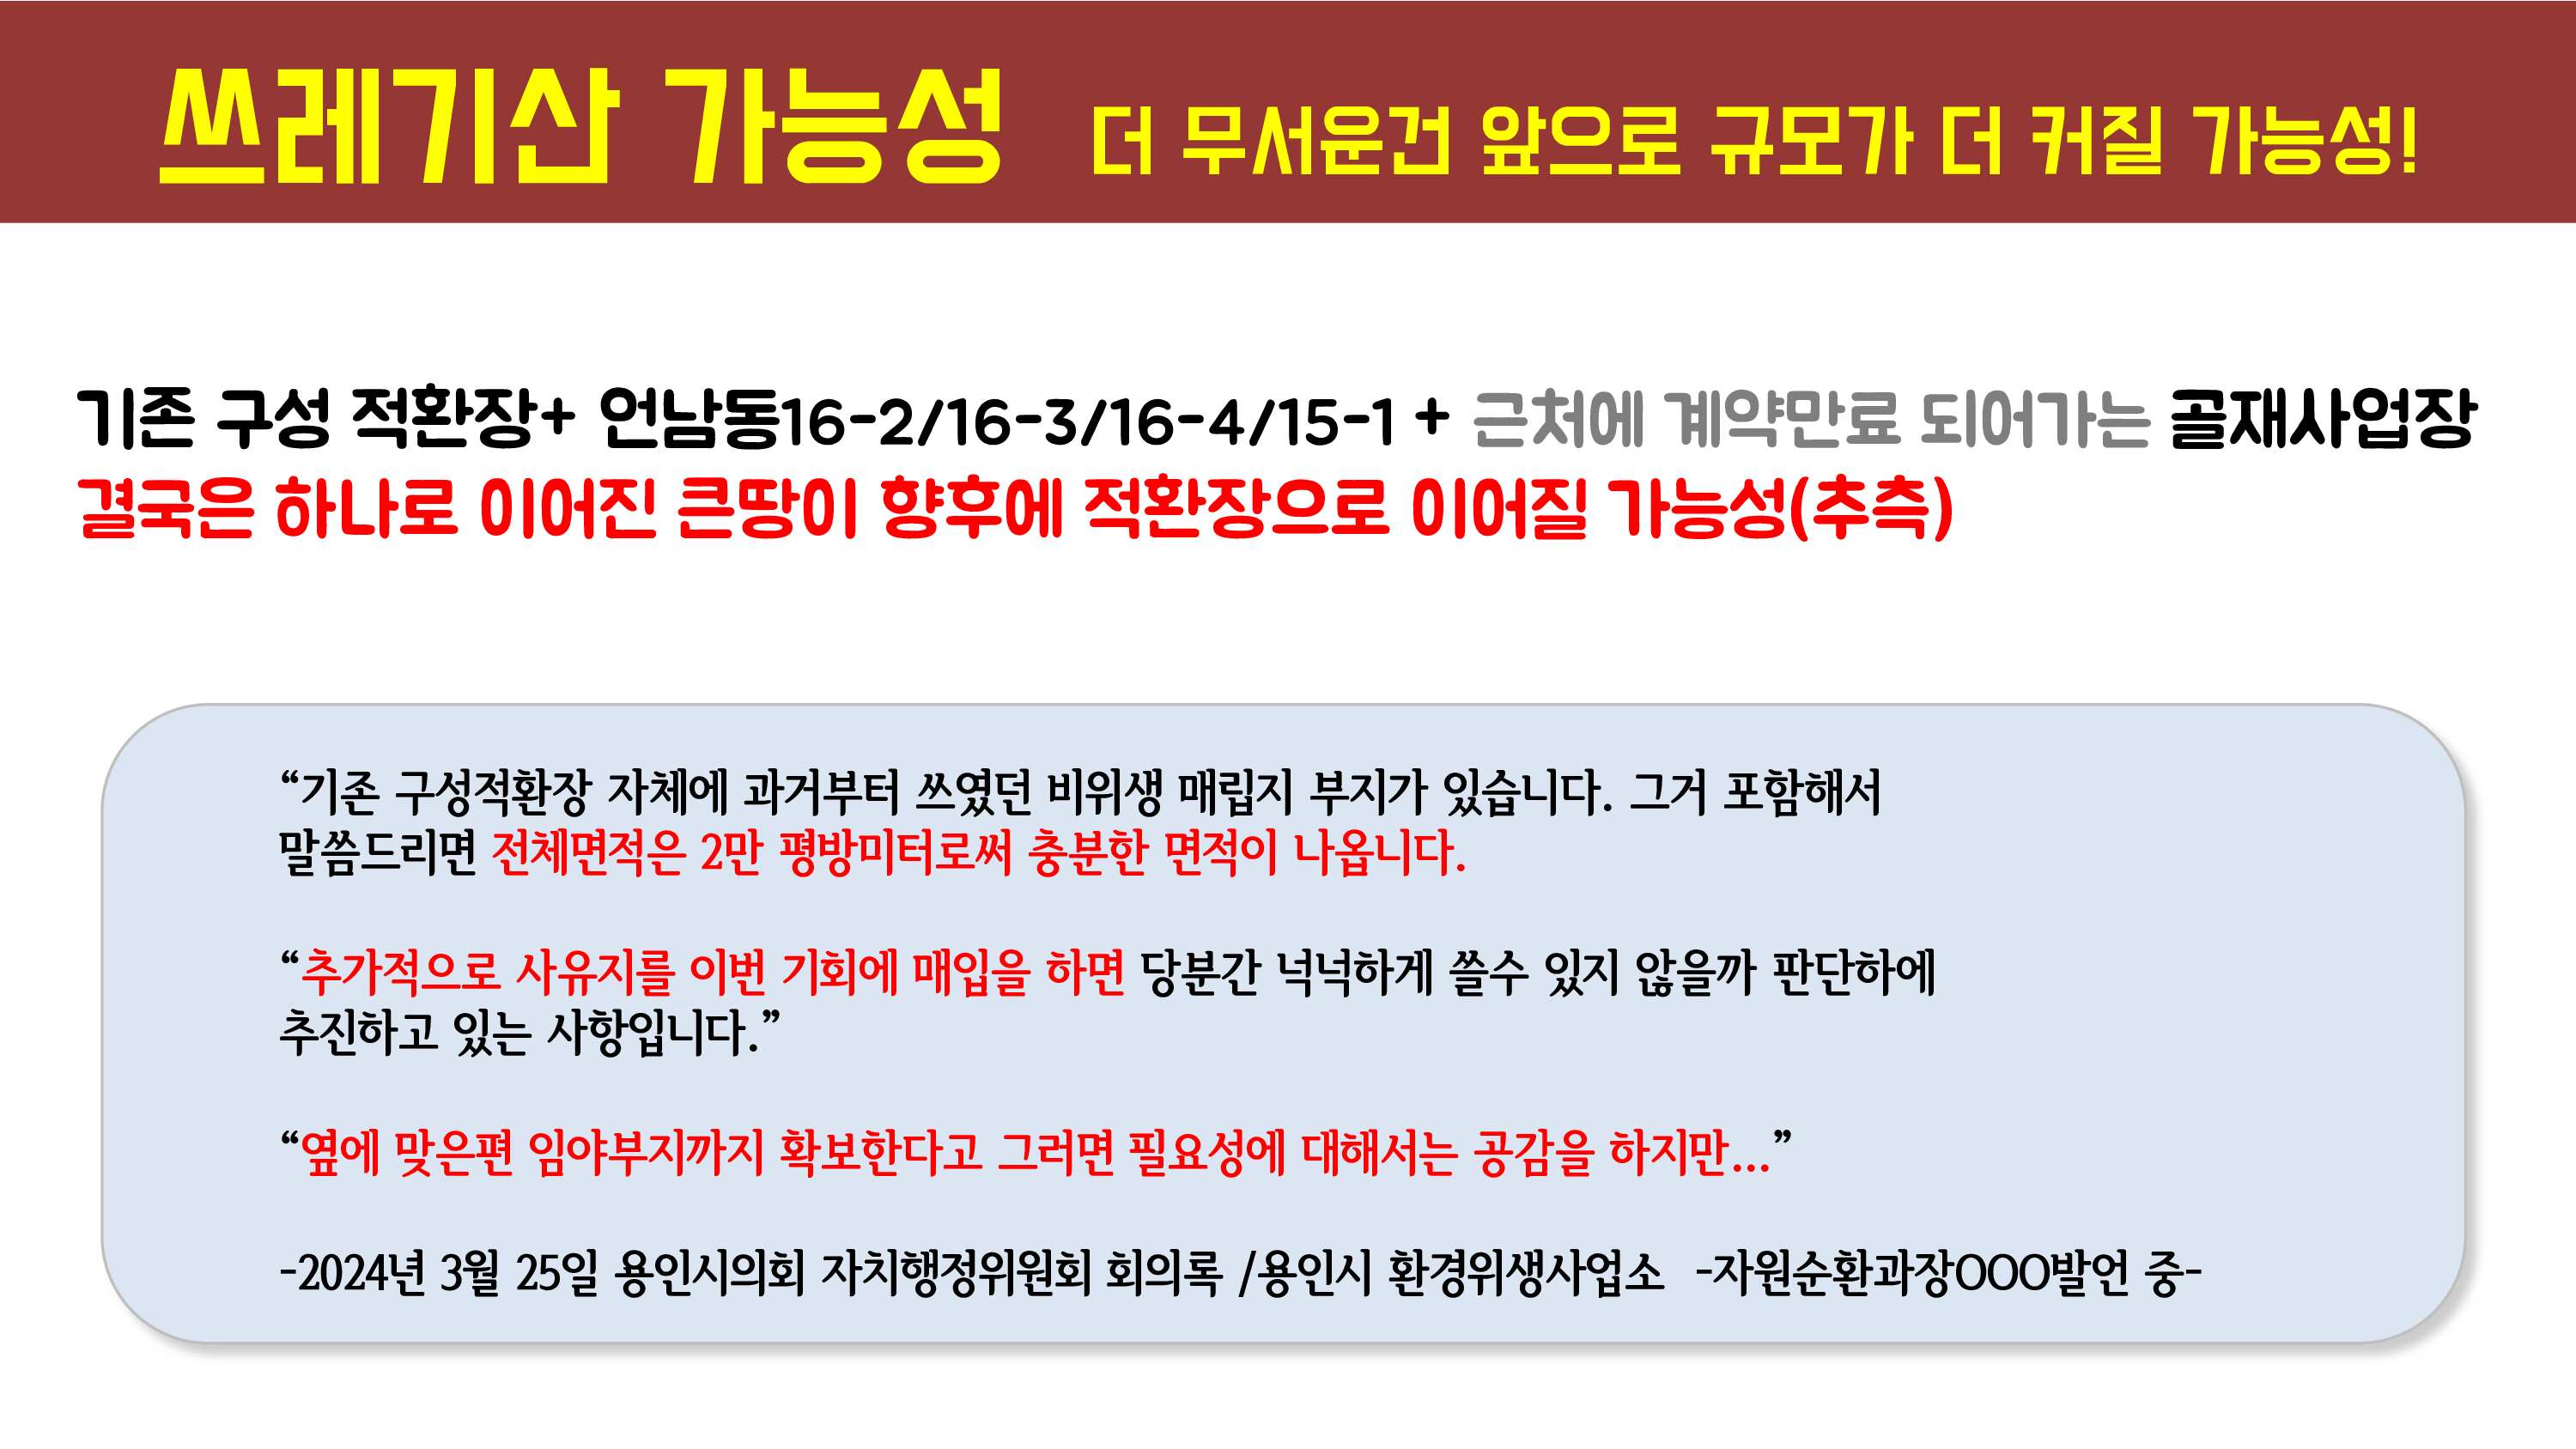 쓰레기산 가능성 더 무서운건 앞으로 규모가 더 커질 가능성!
기존 구성 적환장+ 언남동16-2/16-3/16-4/15-1 + 근처에 계약만료 되어가는 골재사업장
결국은 하나로 이어진 큰땅이 향후에 적환장으로 이어질 가능성(추측)
“기존 구성적환장 자체에 과거부터 쓰였던 비위생 매립지 부지가 있습니다. 그거 포함해서
말씀드리면 전체면적은 2만 평방미터로써 충분한 면적이 나옵니다.
“추가적으로 사유지를 이번 기회에 매입을 하면 당분간 넉넉하게 쓸수 있지 않을까 판단하에
추진하고 있는 사항입니다.”
“옆에 맞은편 임야부지까지 확보한다고 그러면 필요성에 대해서는 공감을 하지만...”
-2024년 3월 25일 용인시의회 자치행정위원회 회의록 /용인시 환경위생사업소 -자원순환과장OOO발언 중-